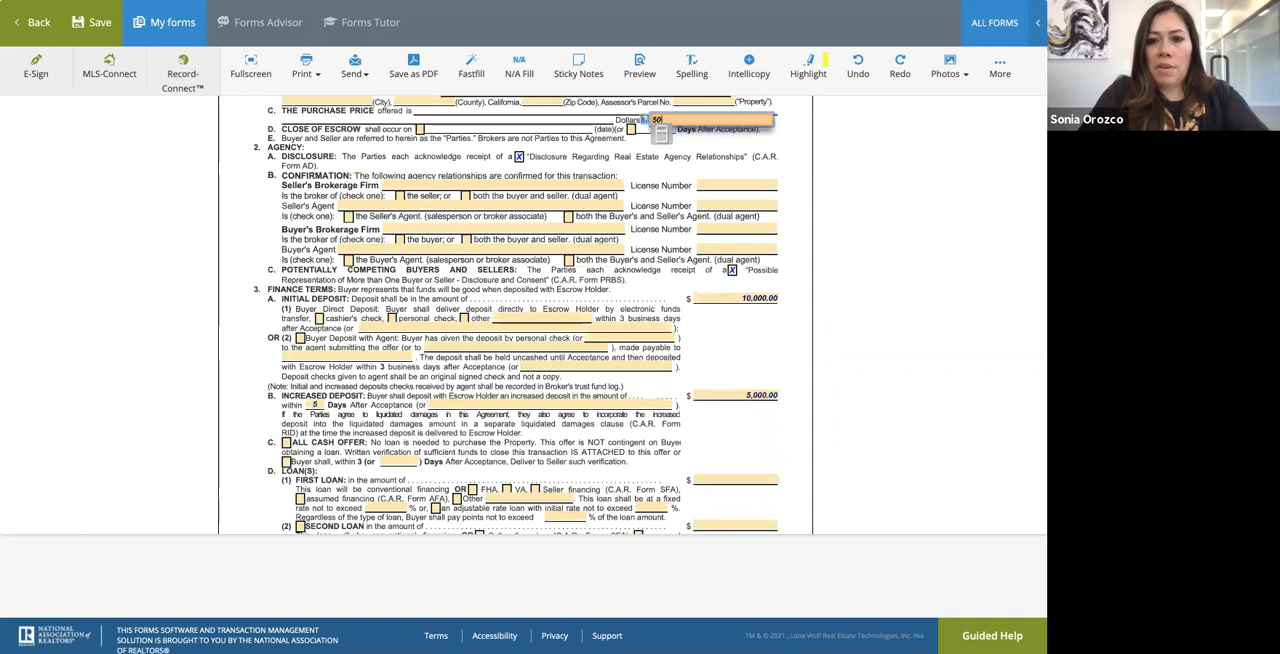 Back
Save
My forms
Forms Advisor
Forms Tutor
ALL FORMS
E-Sign
MLS-Connect
Record-Connect™
Fullscreen
Print
Send
Save as PDF
N/A
Fastfill
N/A Fill
Sticky Notes
Preview
Spelling
Intellicopy
Highlight
Undo
Redo
Photos
More
Sonia Orozco
(City), (County), California, (Zip Code), Assessor's Parcel No. ("Property").
C. THE PURCHASE PRICE offered is
Dollars 50
D. CLOSE OF ESCROW shall occur on (date)(or Days After Acceptance).
E. Buyer and Seller are referred to herein as the "Parties." Brokers are not Parties to this Agreement.
2. AGENCY:
A. DISCLOSURE: The Parties each acknowledge receipt of a X "Disclosure Regarding Real Estate Agency Relationships" (C.A.R.
Form AD).
B. CONFIRMATION: The following agency relationships are confirmed for this transaction:
Seller's Brokerage Firm License Number
Is the broker of (check one): the seller; or both the buyer and seller. (dual agent)
Seller's Agent License Number
Is (check one): the Seller's Agent. (salesperson or broker associate) both the Buyer's and Seller's Agent. (dual agent)
Buyer's Brokerage Firm License Number
Is the broker of (check one): the buyer; or both the buyer and seller. (dual agent)
Buyer's Agent License Number
Is (check one): the Buyer's Agent. (salesperson or broker associate) both the Buyer's and Seller's Agent. (dual agent)
C. POTENTIALLY COMPETING BUYERS AND SELLERS: The Parties each acknowledge receipt of a X "Possible
Representation of More than One Buyer or Seller - Disclosure and Consent" (C.A.R. Form PRBS).
3. FINANCE TERMS: Buyer represents that funds will be good when deposited with Escrow Holder.
A. INITIAL DEPOSIT: Deposit shall be in the amount of $ 10,000.00
(1) Buyer Direct Deposit: Buyer shall deliver deposit directly to Escrow Holder by electronic funds
transfer, cashier's check, personal check, other within 3 business days
after Acceptance (or );
OR (2) Buyer Deposit with Agent: Buyer has given the deposit by personal check (or )
to the agent submitting the offer (or to ), made payable to
. The deposit shall be held uncashed until Acceptance and then deposited
with Escrow Holder within 3 business days after Acceptance (or ).
Deposit checks given to agent shall be an original signed check and not a copy.
(Note: Initial and increased deposits checks received by agent shall be recorded in Broker's trust fund log.)
B. INCREASED DEPOSIT: Buyer shall deposit with Escrow Holder an increased deposit in the amount of $ 5,000.00
within 5 Days After Acceptance (or ).
If the Parties agree to liquidated damages in this Agreement, they also agree to incorporate the increased
deposit into the liquidated damages amount in a separate liquidated damages clause (C.A.R. Form
RID) at the time the increased deposit is delivered to Escrow Holder.
C. ALL CASH OFFER: No loan is needed to purchase the Property. This offer is NOT contingent on Buyer
obtaining a loan. Written verification of sufficient funds to close this transaction IS ATTACHED to this offer or
Buyer shall, within 3 (or ) Days After Acceptance, Deliver to Seller such verification.
D. LOAN(S):
(1) FIRST LOAN: in the amount of $
This loan will be conventional financing OR FHA, VA, Seller financing (C.A.R. Form SFA),
assumed financing (C.A.R. Form AFA), Other . This loan shall be at a fixed
rate not to exceed % or, an adjustable rate loan with initial rate not to exceed %.
Regardless of the type of loan, Buyer shall pay points not to exceed % of the loan amount.
(2) SECOND LOAN in the amount of $
NATIONAL ASSOCIATION of REALTORS®
THIS FORMS SOFTWARE AND TRANSACTION MANAGEMENT
SOLUTION IS BROUGHT TO YOU BY THE NATIONAL ASSOCIATION
OF REALTORS®
Terms
Accessibility
Privacy
Support
TM & © 2021, Lone Wolf Real Estate Technologies, Inc. P64
Guided Help